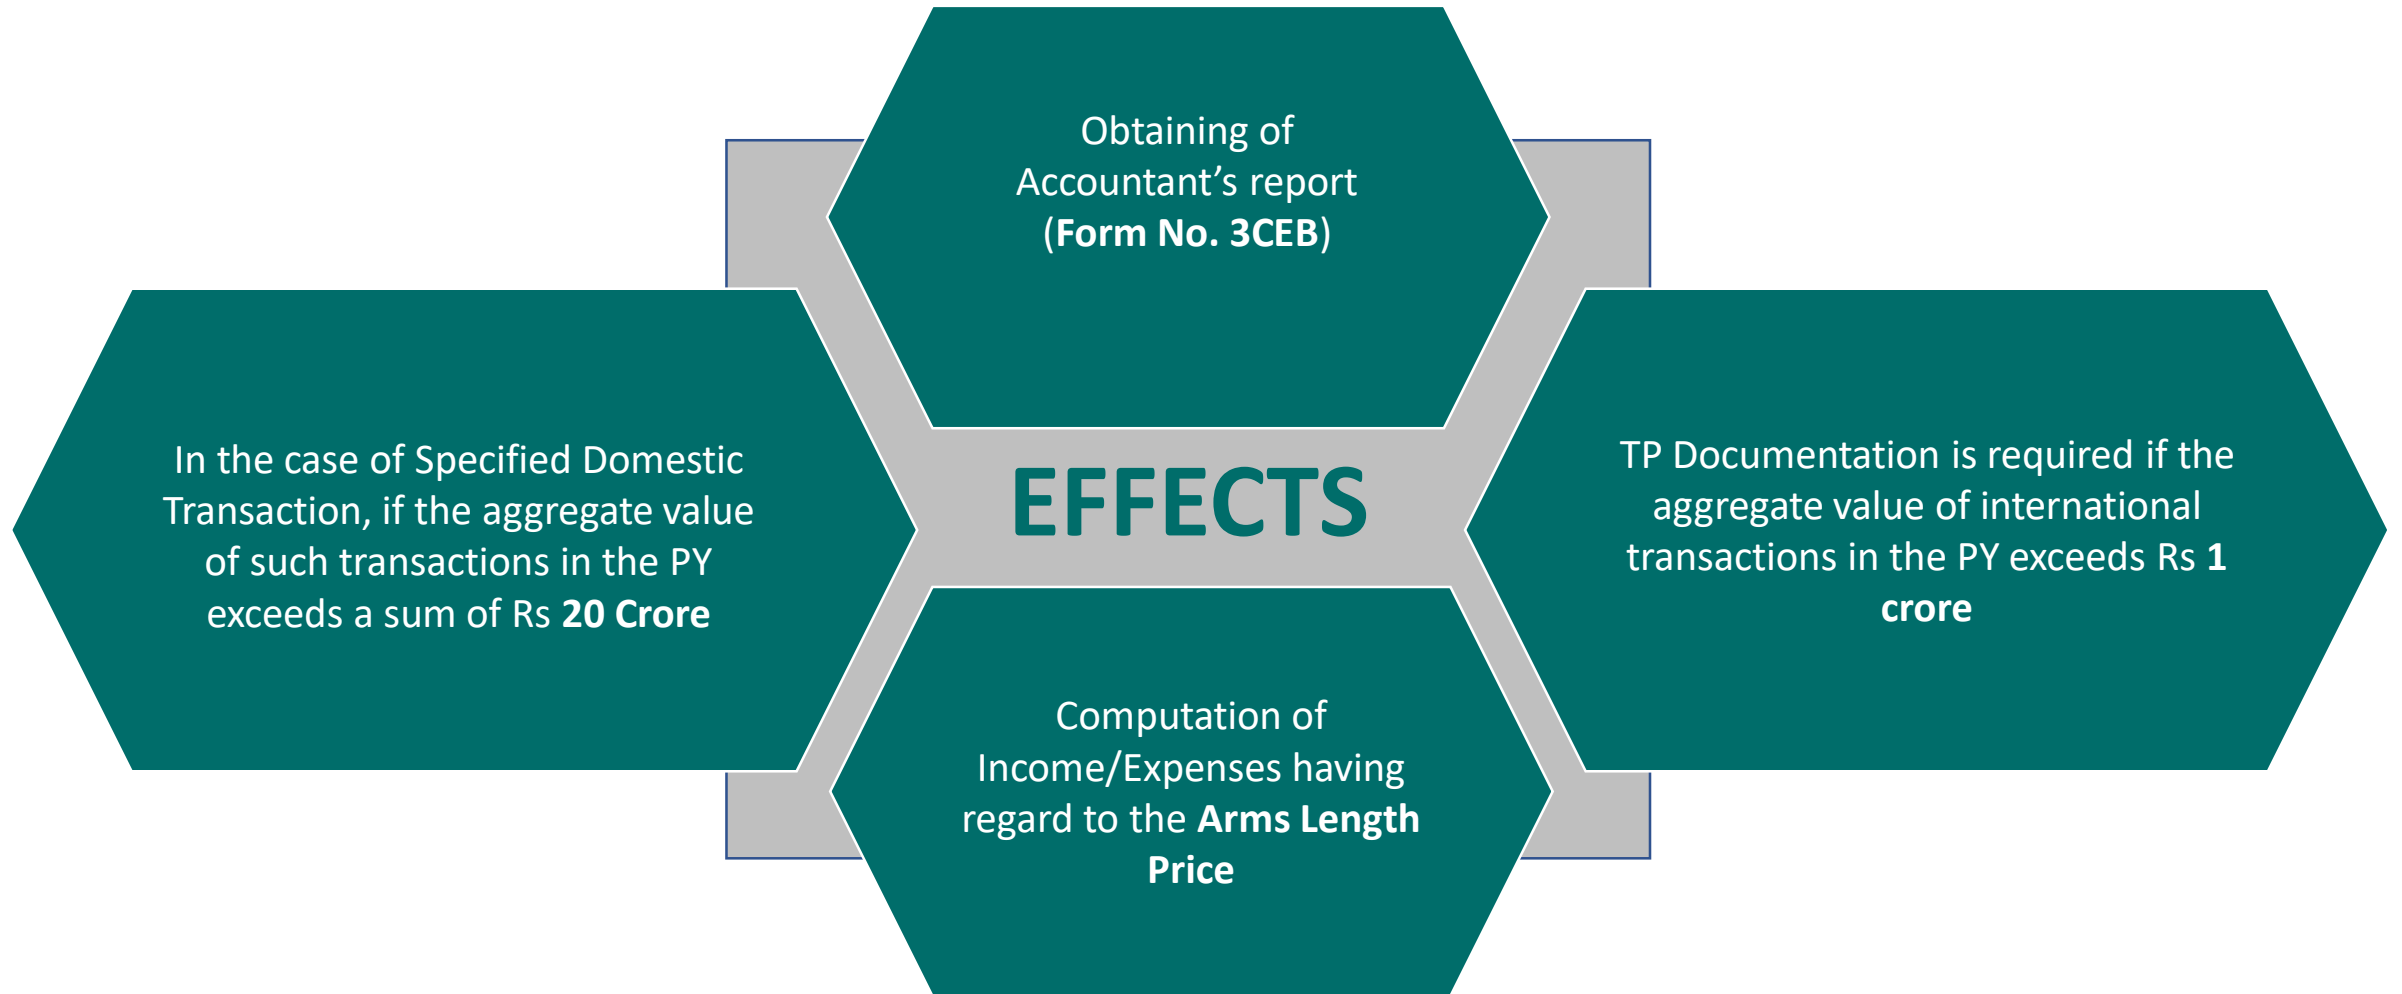 Obtaining of
Accountant’s report
(Form No. 3CEB)
In the case of Specified Domestic
Transaction, if the aggregate value
of such transactions in the PY
exceeds a sum of Rs 20 Crore
EFFECTS
TP Documentation is required if the
aggregate value of international
transactions in the PY exceeds Rs 1
crore
Computation of
Income/Expenses having
regard to the Arms Length
Price